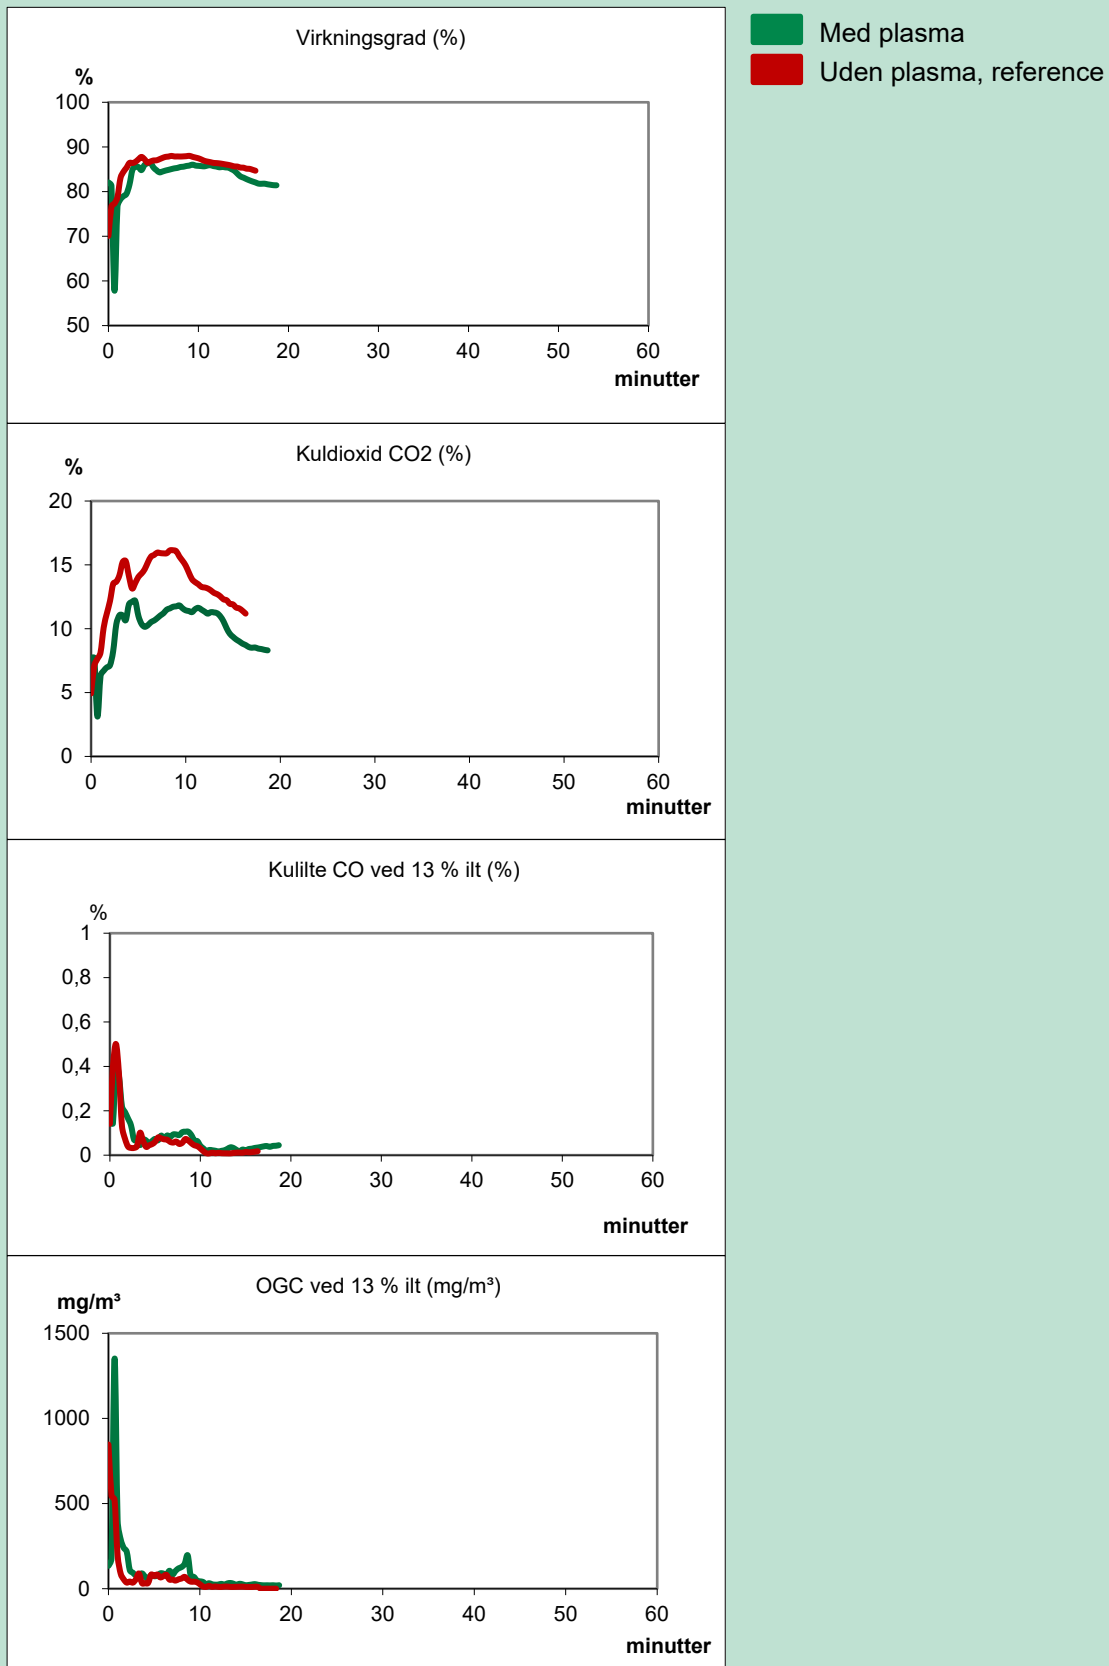 Med plasma
Uden plasma, reference
Virkningsgrad (%)
%
100
90
80
70
60
50
0 10 20 30 40 50 60
minutter
Kuldioxid CO2 (%)
%
20
15
10
5
0
0 10 20 30 40 50 60
minutter
Kulilte CO ved 13 % ilt (%)
%
1
0,8
0,6
0,4
0,2
0
0 10 20 30 40 50 60
minutter
OGC ved 13 % ilt (mg/m³)
mg/m³
1500
1000
500
0
0 10 20 30 40 50 60
minutter